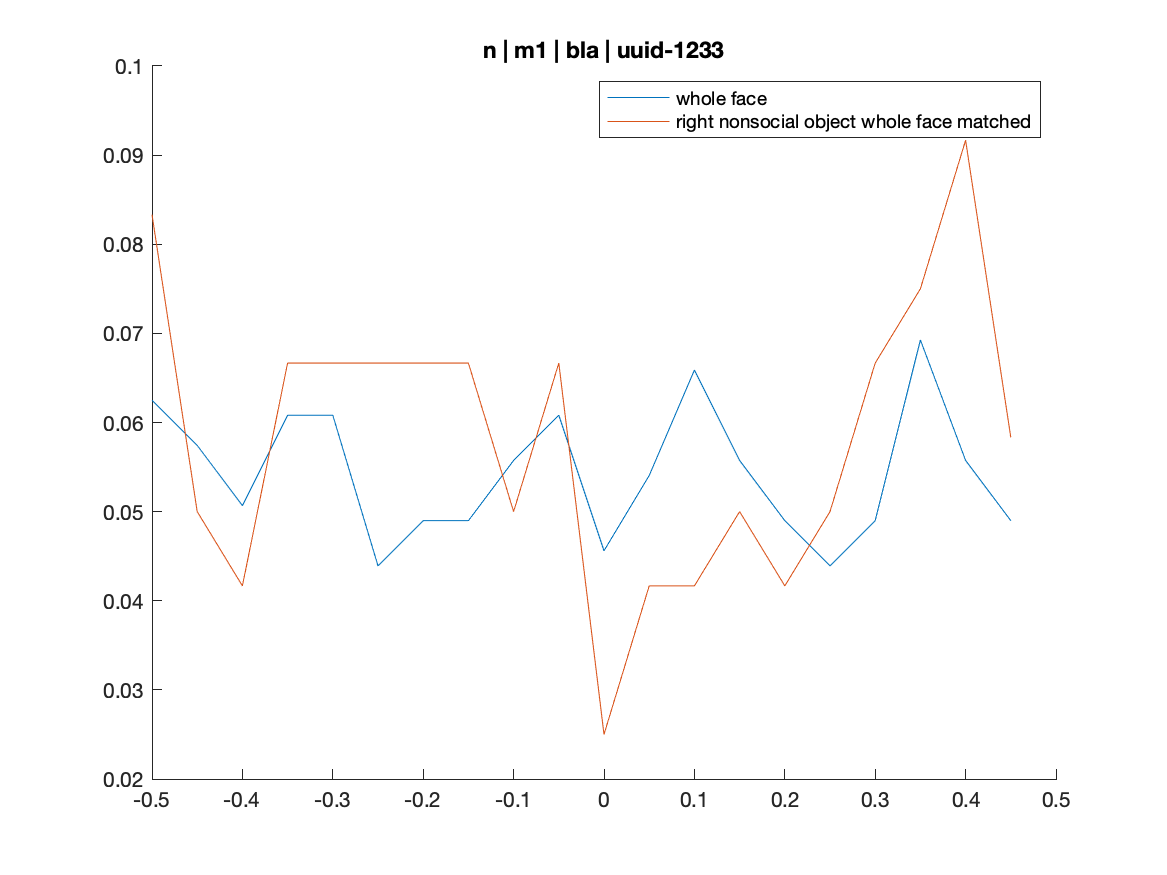 n | m1 | bla | uuid-1233
whole face
right nonsocial object whole face matched
0.1
0.09
0.08
0.07
0.06
0.05
0.04
0.03
0.02
-0.5 -0.4 -0.3 -0.2 -0.1 0 0.1 0.2 0.3 0.4 0.5